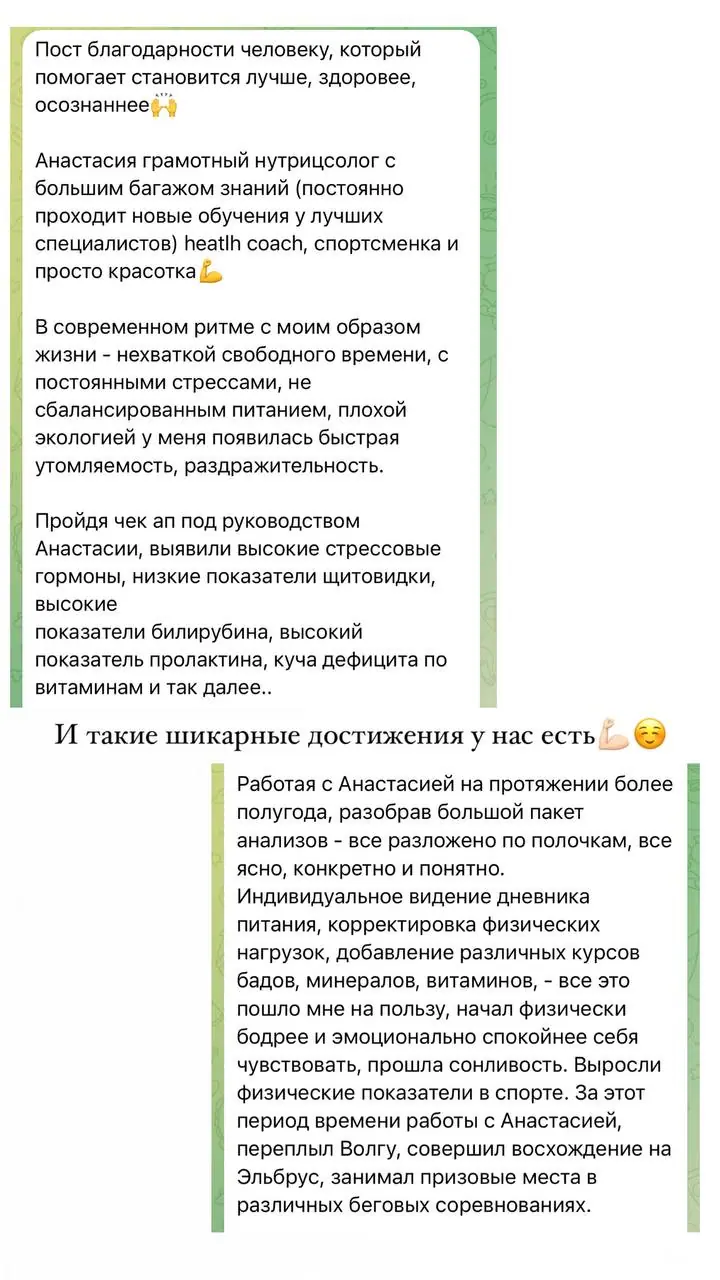 Пост благодарности человеку, который
помогает становится лучше, здоровее,
осознаннее🙌
Анастасия грамотный нутрицсолог с
большим багажом знаний (постоянно
проходит новые обучения у лучших
специалистов) heatlh coach, спортсменка и
просто красотка💪
В современном ритме с моим образом
жизни - нехваткой свободного времени, с
постоянными стрессами, не
сбалансированным питанием, плохой
экологией у меня появилась быстрая
утомляемость, раздражительность.
Пройдя чек ап под руководством
Анастасии, выявили высокие стрессовые
гормоны, низкие показатели щитовидки,
высокие
показатели билирубина, высокий
показатель пролактина, куча дефицита по
витаминам и так далее..
И такие шикарные достижения у нас есть💪🏻☺️
Работая с Анастасией на протяжении более
полугода, разобрав большой пакет
анализов - все разложено по полочкам, все
ясно, конкретно и понятно.
Индивидуальное видение дневника
питания, корректировка физических
нагрузок, добавление различных курсов
бадов, минералов, витаминов, - все это
пошло мне на пользу, начал физически
бодрее и эмоционально спокойнее себя
чувствовать, прошла сонливость. Выросли
физические показатели в спорте. За этот
период времени работы с Анастасией,
переплыл Волгу, совершил восхождение на
Эльбрус, занимал призовые места в
различных беговых соревнованиях.